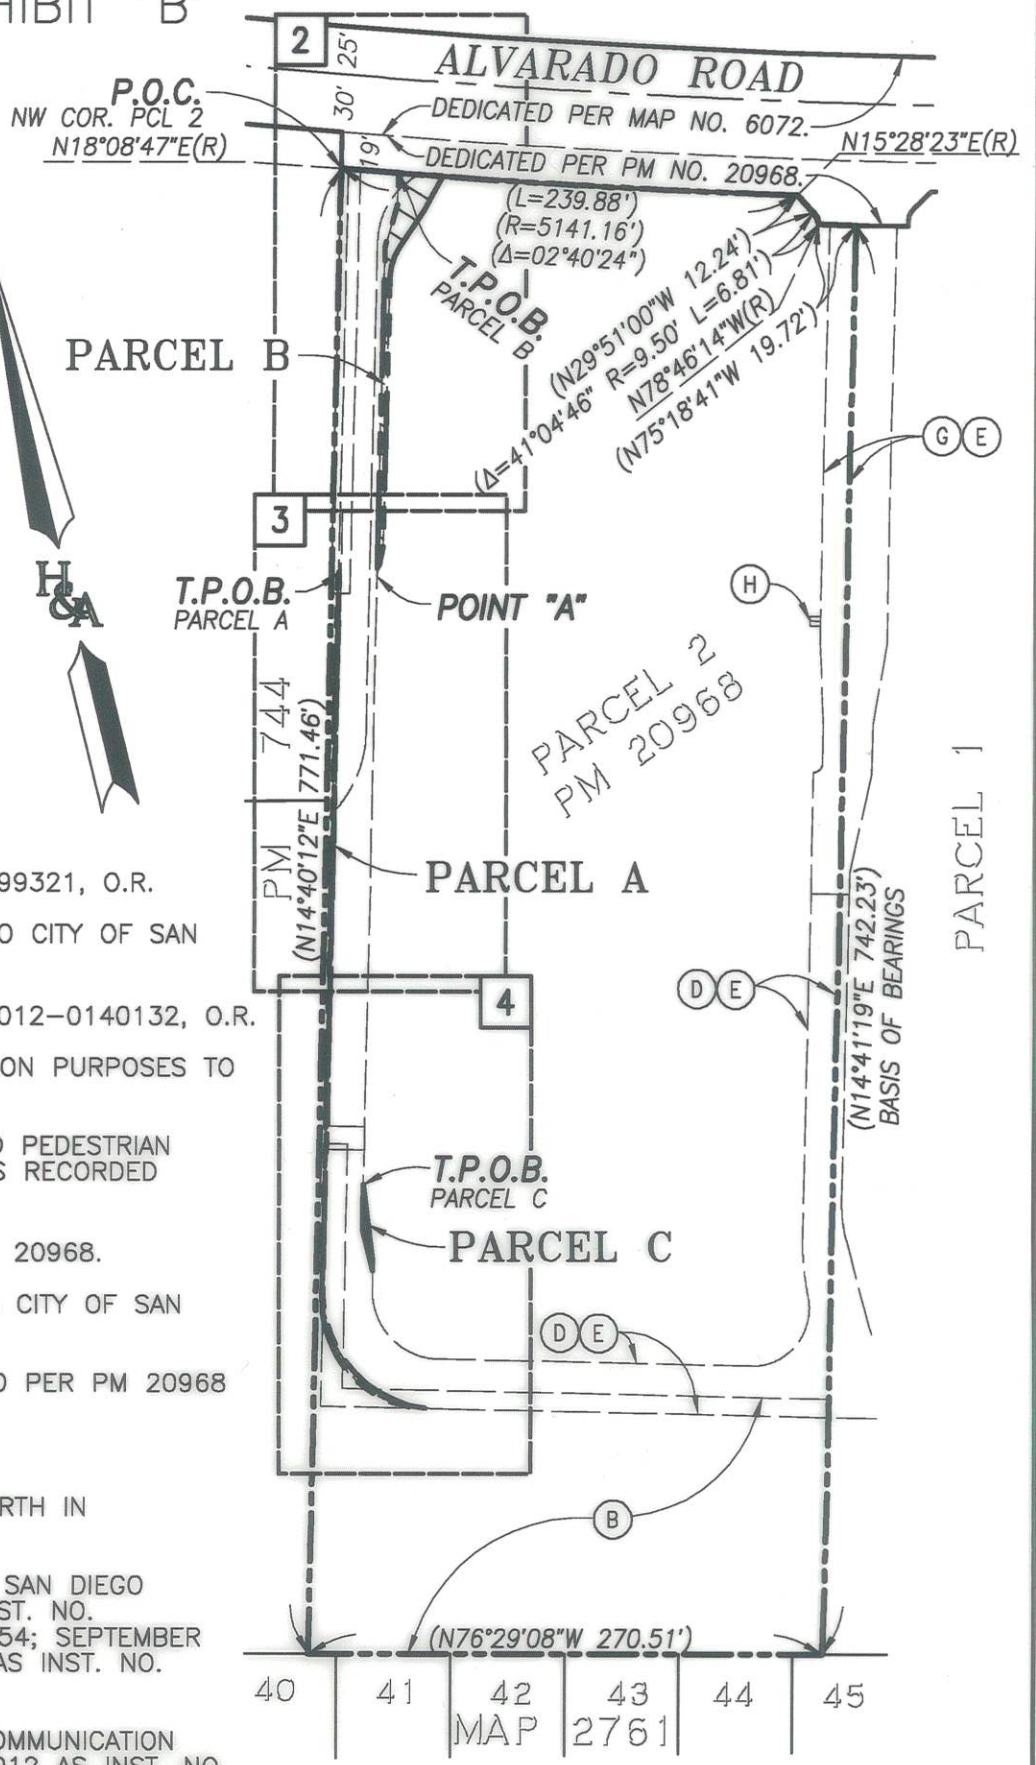 HIBIT "B"
2
25'
ALVARADO ROAD
P.O.C.
NW COR. PCL 2
30'
DEDICATED PER MAP NO. 6072.
N18°08'47"E(R)
19'
DEDICATED PER PM NO. 20968.
N15°28'23"E(R)
(L=239.88')
(R=5141.16')
(Δ=02°40'24")
T.P.O.B.
PARCEL B
(N29°51'00"W 12.24')
(Δ=41°04'46" R=9.50' L=6.81')
N78°46'14"W(R)
(N75°18'41"W 19.72')
PARCEL B
G E
3
H&A
T.P.O.B.
PARCEL A
POINT "A"
H
PARCEL 2
PM 20968
PM 744
(N14°40'12"E 771.46')
PARCEL 1
PARCEL A
99321, O.R.
O CITY OF SAN
D E
4
(N14°41'19"E 742.23')
BASIS OF BEARINGS
012-0140132, O.R.
ON PURPOSES TO
PEDESTRIAN
S RECORDED
T.P.O.B.
PARCEL C
PARCEL C
20968.
CITY OF SAN
D E
PER PM 20968
RTH IN
B
SAN DIEGO
ST. NO.
54; SEPTEMBER
AS INST. NO.
(N76°29'08"W 270.51')
40 41 42 43 44 45
MAP 2761
OMMUNICATION
012 AS INST. NO.